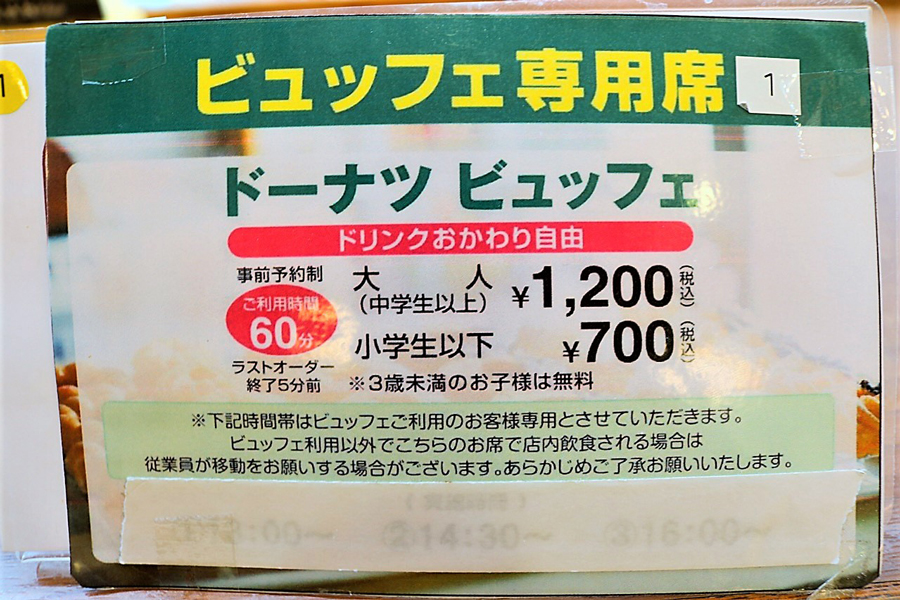 1
ビュッフェ専用席
1
ドーナツ ビュッフェ
ドリンクおかわり自由
事前予約制
ご利用時間
60分
ラストオーダー
終了5分前
大人 ¥1,200(税込)
(中学生以上)
小学生以下 ¥700(税込)
※3歳未満のお子様は無料
※下記時間帯はビュッフェご利用のお客様専用とさせていただきます。
ビュッフェ利用以外でこちらのお席で店内飲食される場合は
従業員が移動をお願いする場合がございます。あらかじめご了承お願いいたします。
:00〜 ②14:30〜 ③16:00〜